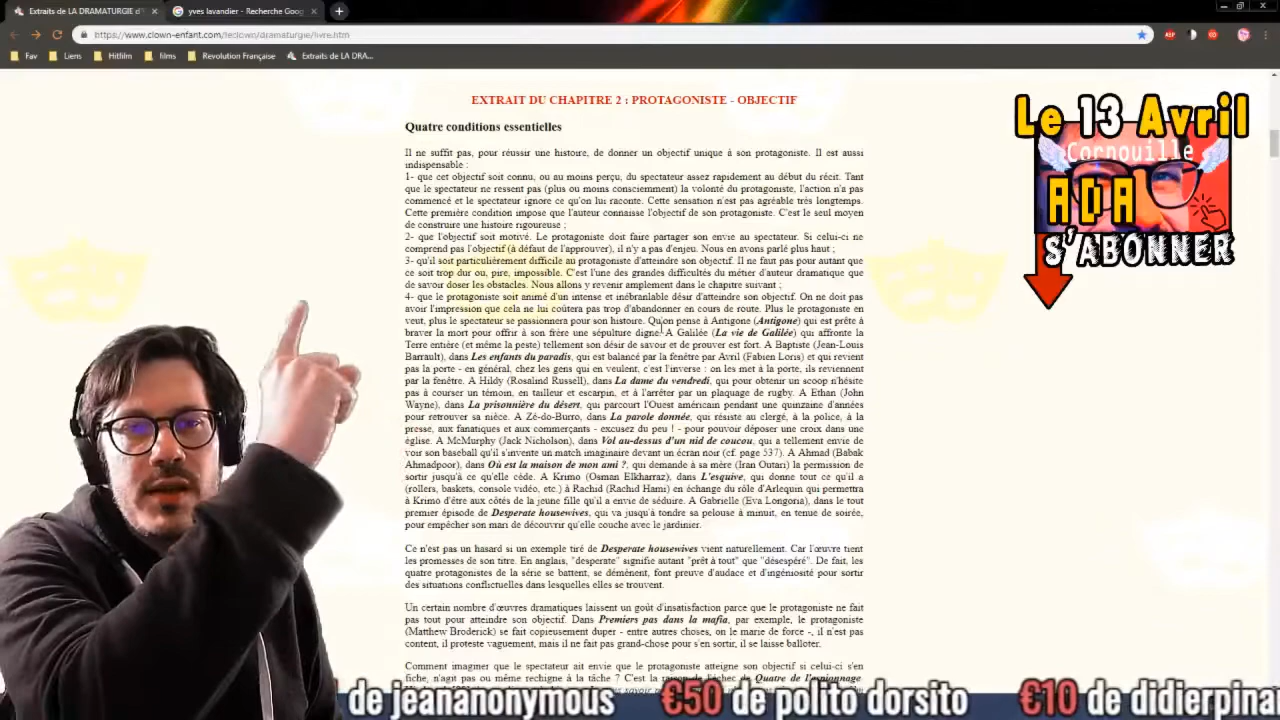 Extraits de LA DRAMATURGIE d'
yves lavandier - Recherche Goog
https://www.clown-enfant.com/leclown/dramaturgie/livre.htm
Fav
Liens
Hitfilm
films
Revolution Française
Extraits de LA DRA...
EXTRAIT DU CHAPITRE 2 : PROTAGONISTE - OBJECTIF
Quatre conditions essentielles
Il ne suffit pas, pour réussir une histoire, de donner un objectif unique à son protagoniste. Il est aussi
indispensable :
1- que cet objectif soit connu, ou au moins perçu, du spectateur assez rapidement au début du récit. Tant
que le spectateur ne ressent pas (plus ou moins consciemment) la volonté du protagoniste, l'action n'a pas
commencé et le spectateur ignore ce qu'on lui raconte. Cette sensation n'est pas agréable très longtemps.
Cette première condition impose que l'auteur connaisse l'objectif de son protagoniste. C'est le seul moyen
de construire une histoire rigoureuse ;
2- que l'objectif soit motivé. Le protagoniste doit faire partager son envie au spectateur. Si celui-ci ne
comprend pas l'objectif (à défaut de l'approuver), il n'y a pas d'enjeu. Nous en avons parlé plus haut ;
3- qu'il soit particulièrement difficile au protagoniste d'atteindre son objectif. Il ne faut pas pour autant que
ce soit trop dur ou, pire, impossible. C'est l'une des grandes difficultés du métier d'auteur dramatique que
de savoir doser les obstacles. Nous allons y revenir amplement dans le chapitre suivant ;
4- que le protagoniste soit animé d'un intense et inébranlable désir d'atteindre son objectif. On ne doit pas
avoir l'impression que cela ne lui coûtera pas trop d'abandonner en cours de route. Plus le protagoniste en
veut, plus le spectateur se passionnera pour son histoire. Qu'on pense à Antigone (Antigone) qui est prête à
braver la mort pour offrir à son frère une sépulture digne. A Galilée (La vie de Galilée) qui affronte la
Terre entière (et même la peste) tellement son désir de savoir et de prouver est fort. A Baptiste (Jean-Louis
Barrault), dans Les enfants du paradis, qui est balancé par la fenêtre par Avril (Fabien Loris) et qui revient
pas la porte - en général, chez les gens qui en veulent, c'est l'inverse : on les met à la porte, ils reviennent
par la fenêtre. A Hildy (Rosalind Russell), dans La dame du vendredi, qui pour obtenir un scoop n'hésite
pas à courser un témoin, en tailleur et escarpin, et à l'arrêter par un plaquage de rugby. A Ethan (John
Wayne), dans La prisonnière du désert, qui parcourt l'Ouest américain pendant une quinzaine d'années
pour retrouver sa nièce. A Zé-do-Burro, dans La parole donnée, qui résiste au clergé, à la police, à la
presse, aux fanatiques et aux commerçants - excusez du peu ! - pour pouvoir déposer une croix dans une
église. A McMurphy (Jack Nicholson), dans Vol au-dessus d'un nid de coucou, qui a tellement envie de
voir son baseball qu'il s'invente un match imaginaire devant un écran noir (cf. page 537). A Ahmad (Babak
Ahmadpoor), dans Où est la maison de mon ami ?, qui demande à sa mère (Iran Outari) la permission de
sortir jusqu'à ce qu'elle cède. A Krimo (Osman Elkharraz), dans L'esquive, qui donne tout ce qu'il a
(rollers, baskets, console vidéo, etc.) à Rachid (Rachid Hami) en échange du rôle d'Arlequin qui permettra
à Krimo d'être aux côtés de la jeune fille qu'il a envie de séduire. A Gabrielle (Eva Longoria), dans le tout
premier épisode de Desperate housewives, qui va jusqu'à tondre sa pelouse à minuit, en tenue de soirée,
pour empêcher son mari de découvrir qu'elle couche avec le jardinier.
Ce n'est pas un hasard si un exemple tiré de Desperate housewives vient naturellement. Car l'œuvre tient
les promesses de son titre. En anglais, "desperate" signifie autant "prêt à tout" que "désespéré". De fait, les
quatre protagonistes de la série se battent, se démènent, font preuve d'audace et d'ingéniosité pour sortir
des situations conflictuelles dans lesquelles elles se trouvent.
Un certain nombre d'œuvres dramatiques laissent un goût d'insatisfaction parce que le protagoniste ne fait
pas tout pour atteindre son objectif. Dans Premiers pas dans la mafia, par exemple, le protagoniste
(Matthew Broderick) se fait copieusement duper - entre autres choses, on le marie de force -, il n'est pas
content, il proteste vaguement, mais il ne fait pas grand-chose pour s'en sortir, il se laisse balloter.
Comment imaginer que le spectateur ait envie que le protagoniste atteigne son objectif si celui-ci s'en
fiche, n'agit pas ou même rechigne à la tâche ? C'est la raison de l'échec de Quatre de l'espionnage
Le 13 Avril
Cornouille
ADA
S'ABONNER
de jeananonymous €50 de polito dorsito €10 de didierpina